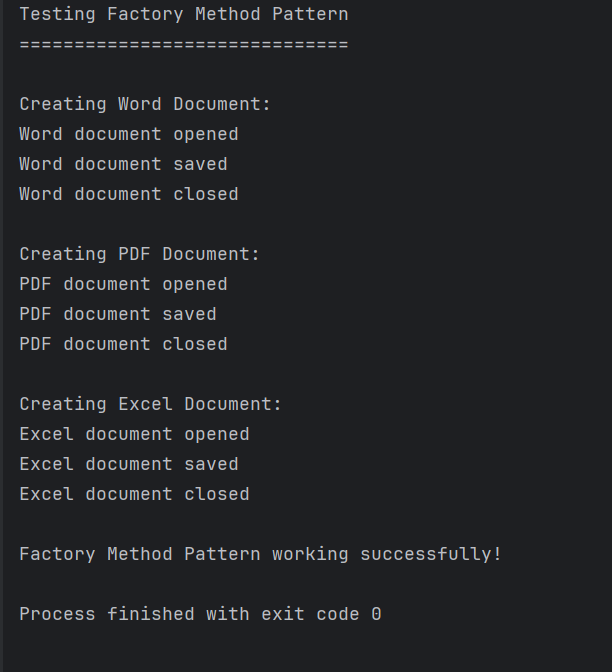 Testing Factory Method Pattern
==============================
Creating Word Document:
Word document opened
Word document saved
Word document closed
Creating PDF Document:
PDF document opened
PDF document saved
PDF document closed
Creating Excel Document:
Excel document opened
Excel document saved
Excel document closed
Factory Method Pattern working successfully!
Process finished with exit code 0